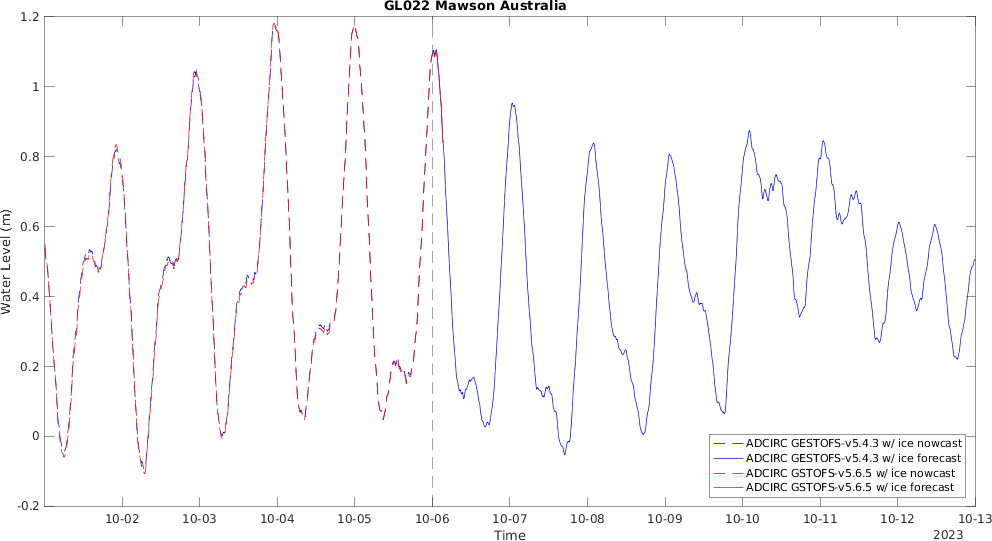 GL022 Mawson Australia
1.2
1
0.8
0.6
0.4
0.2
0
-0.2
Water Level (m)
10-02 10-03 10-04 10-05 10-06 10-07 10-08 10-09 10-10 10-11 10-12 10-13
Time
2023
ADCIRC GESTOFS-v5.4.3 w/ ice nowcast
ADCIRC GESTOFS-v5.4.3 w/ ice forecast
ADCIRC GSTOFS-v5.6.5 w/ ice nowcast
ADCIRC GSTOFS-v5.6.5 w/ ice forecast